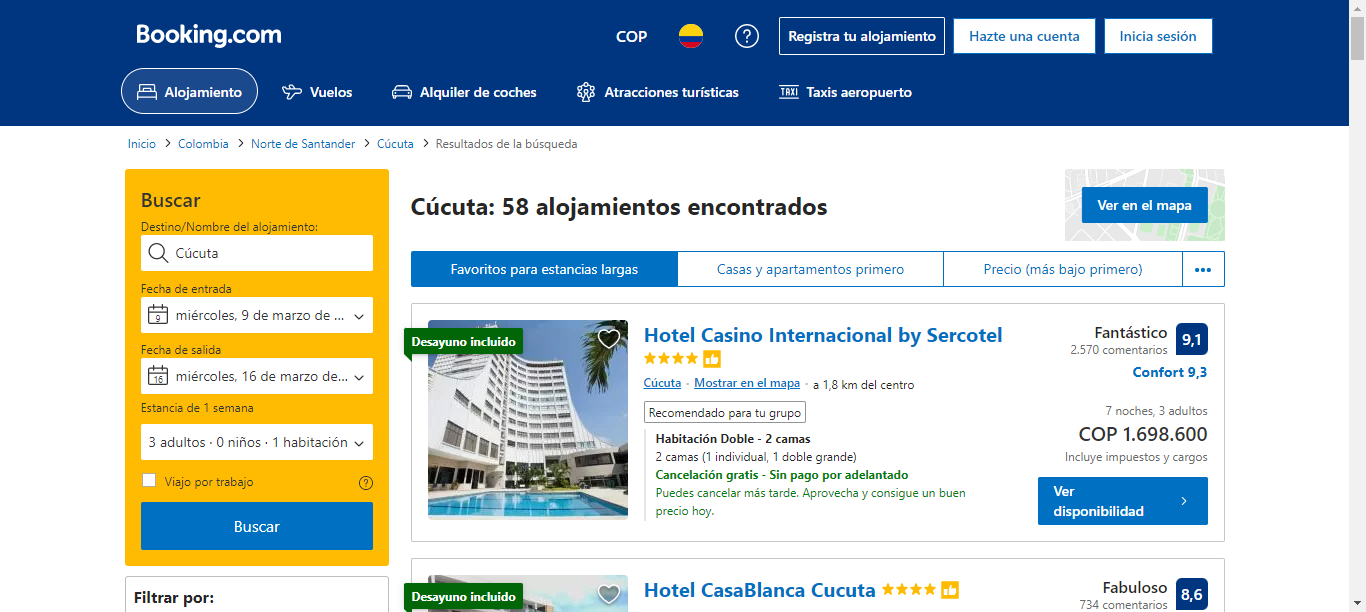 Booking.com
COP
Registra tu alojamiento
Hazte una cuenta
Inicia sesión
Alojamiento
Vuelos
Alquiler de coches
Atracciones turísticas
TAXI Taxis aeropuerto
Inicio > Colombia > Norte de Santander > Cúcuta > Resultados de la búsqueda
Buscar
Destino/Nombre del alojamiento:
Cúcuta
Fecha de entrada
9 miércoles, 9 de marzo de ...
Fecha de salida
16 miércoles, 16 de marzo de...
Estancia de 1 semana
3 adultos · 0 niños · 1 habitación
Viajo por trabajo
Buscar
Filtrar por:
Cúcuta: 58 alojamientos encontrados
Ver en el mapa
Favoritos para estancias largas
Casas y apartamentos primero
Precio (más bajo primero)
Desayuno incluido
Hotel Casino Internacional by Sercotel
Cúcuta · Mostrar en el mapa · a 1,8 km del centro
Recomendado para tu grupo
Habitación Doble - 2 camas
2 camas (1 individual, 1 doble grande)
Cancelación gratis - Sin pago por adelantado
Puedes cancelar más tarde. Aprovecha y consigue un buen
precio hoy.
Fantástico 9,1
2.570 comentarios
Confort 9,3
7 noches, 3 adultos
COP 1.698.600
Incluye impuestos y cargos
Ver
disponibilidad
Desayuno incluido
Hotel CasaBlanca Cucuta
Fabuloso 8,6
734 comentarios